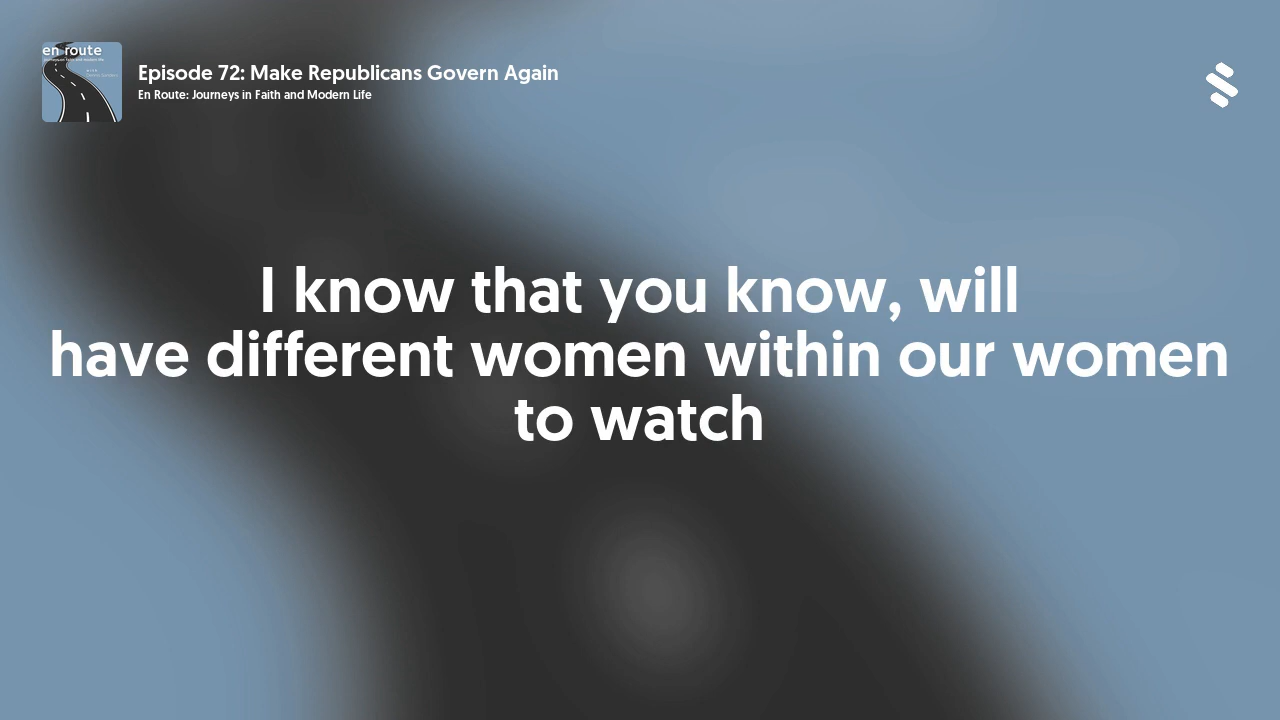 en route
Episode 72: Make Republicans Govern Again
En Route: Journeys in Faith and Modern Life
I know that you know, will
have different women within our women
to watch